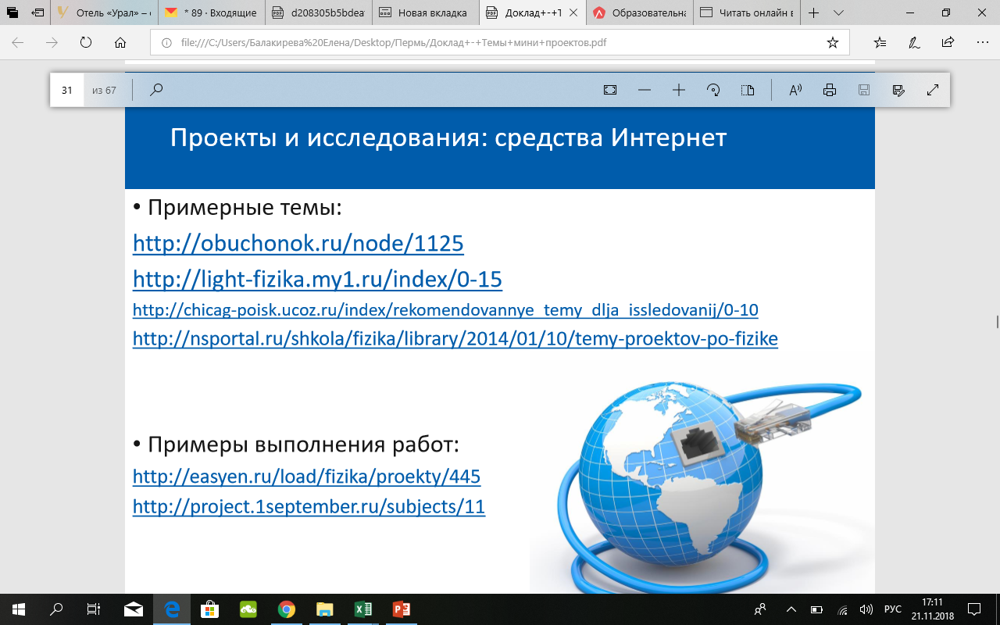 Отель «Урал» – 
* 89 · Входящие
d208305b5bdea
Новая вкладка
Доклад+-+Т
Образовательна
Читать онлайн в
file:///C:/Users/Балакирева%20Елена/Desktop/Пермь/Доклад+-+Темы+мини+проектов.pdf
31 из 67
Проекты и исследования: средства Интернет
• Примерные темы:
http://obuchonok.ru/node/1125
http://light-fizika.my1.ru/index/0-15
http://chicag-poisk.ucoz.ru/index/rekomendovannye_temy_dlja_issledovanij/0-10
http://nsportal.ru/shkola/fizika/library/2014/01/10/temy-proektov-po-fizike
• Примеры выполнения работ:
http://easyen.ru/load/fizika/proekty/445
http://project.1september.ru/subjects/11
РУС
17:11
21.11.2018